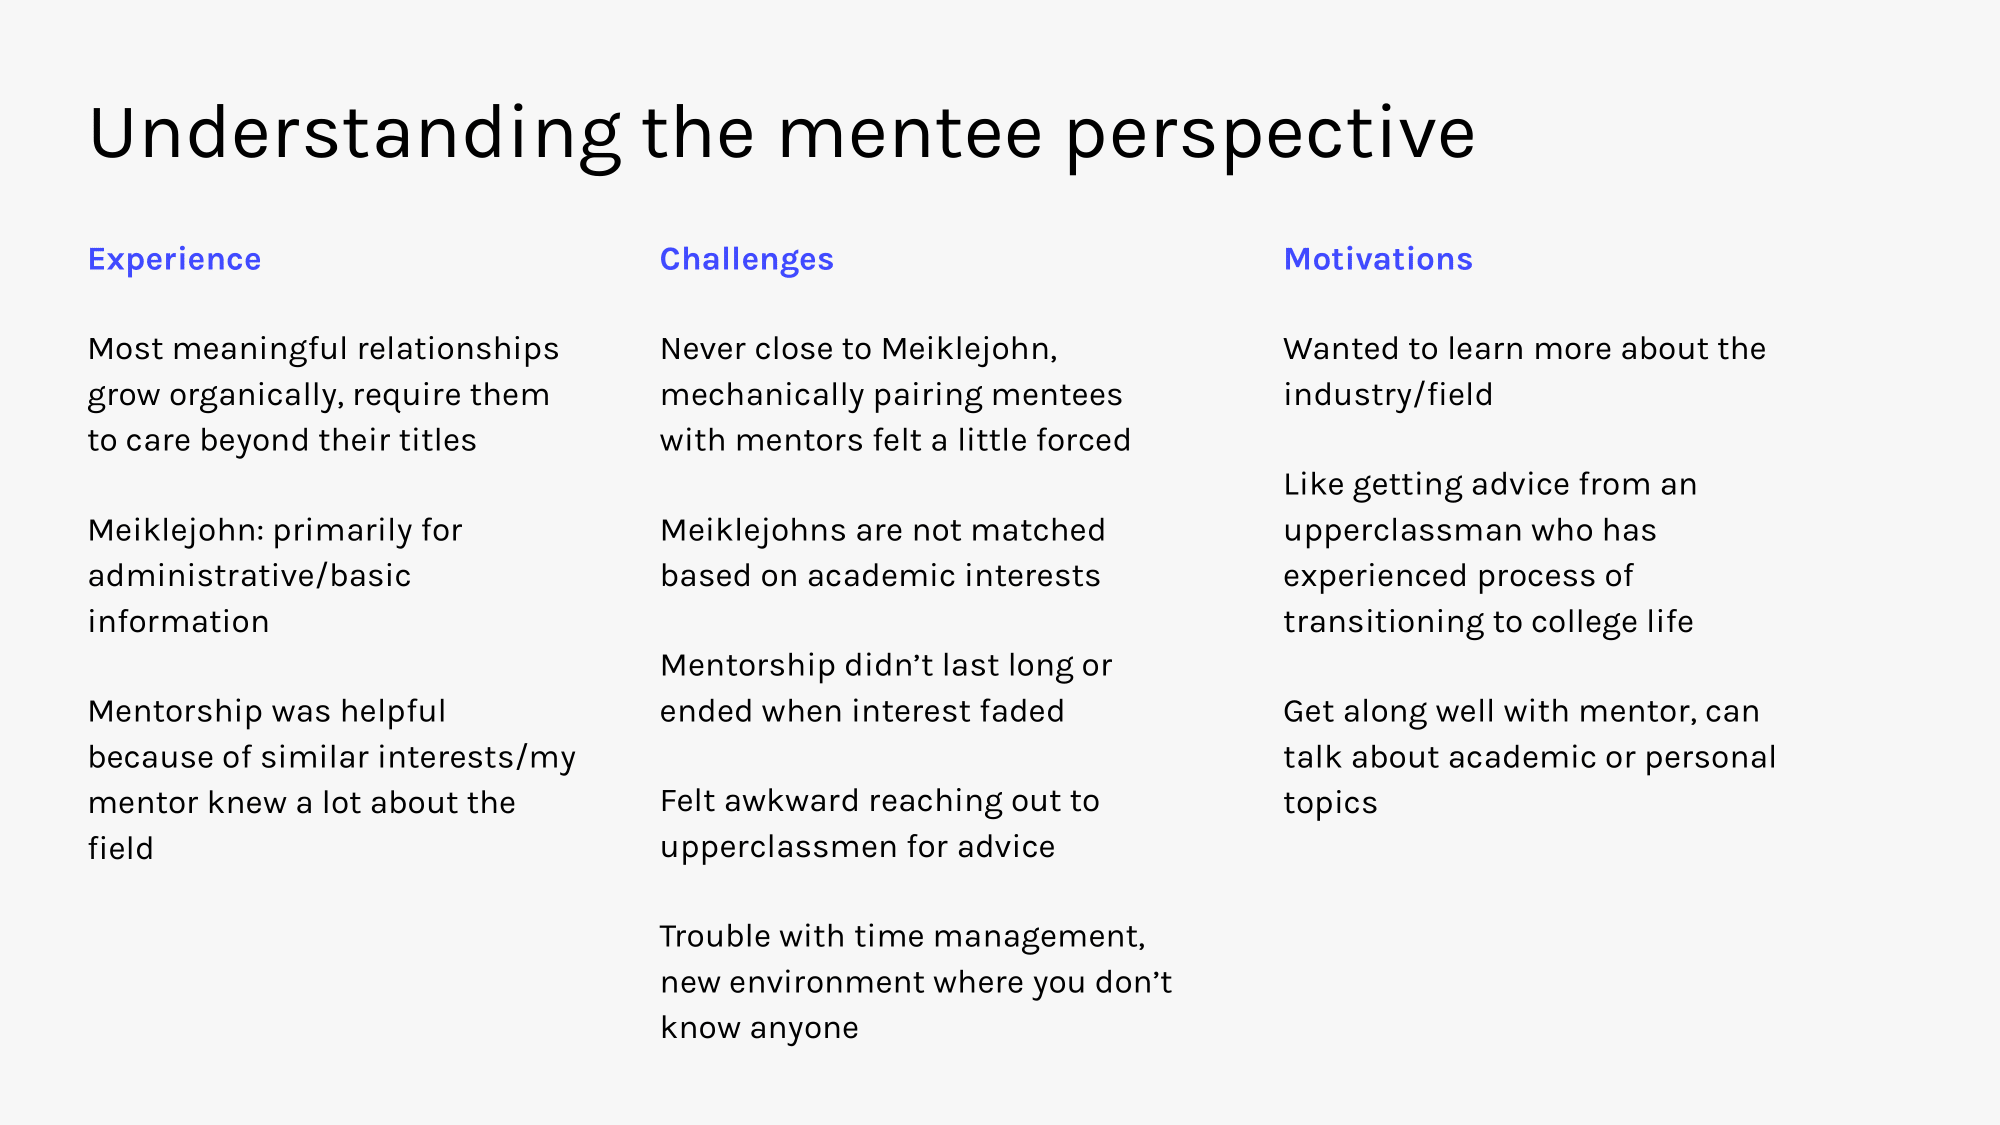 Understanding the mentee perspective
Experience
Most meaningful relationships
grow organically, require them
to care beyond their titles
Meiklejohn: primarily for
administrative/basic
information
Mentorship was helpful
because of similar interests/my
mentor knew a lot about the
field
Challenges
Never close to Meiklejohn,
mechanically pairing mentees
with mentors felt a little forced
Meiklejohns are not matched
based on academic interests
Mentorship didn’t last long or
ended when interest faded
Felt awkward reaching out to
upperclassmen for advice
Trouble with time management,
new environment where you don’t
know anyone
Motivations
Wanted to learn more about the
industry/field
Like getting advice from an
upperclassman who has
experienced process of
transitioning to college life
Get along well with mentor, can
talk about academic or personal
topics